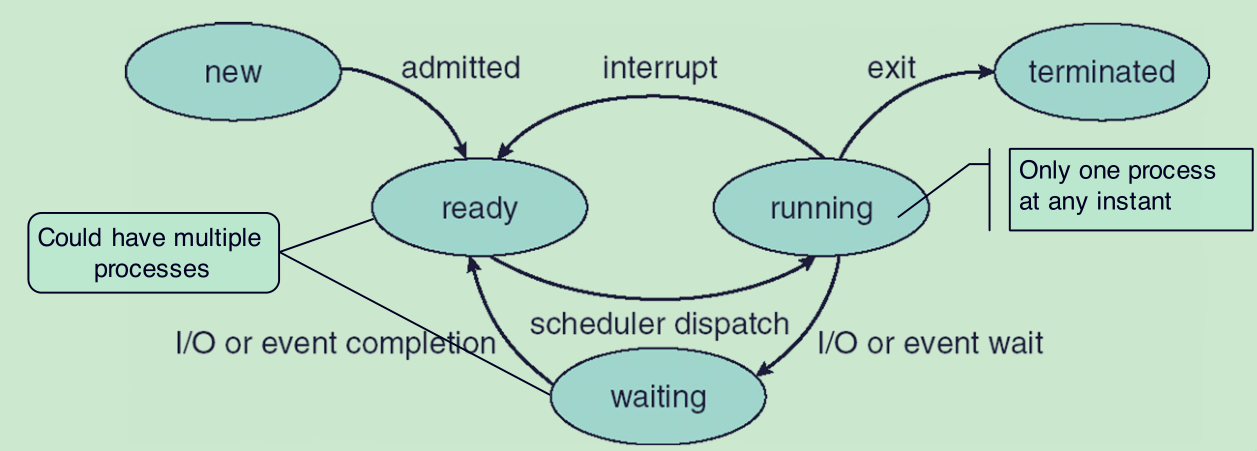 new
admitted
interrupt
exit
terminated
ready
running
Only one process
at any instant
Could have multiple
processes
scheduler dispatch
I/O or event completion
I/O or event wait
waiting